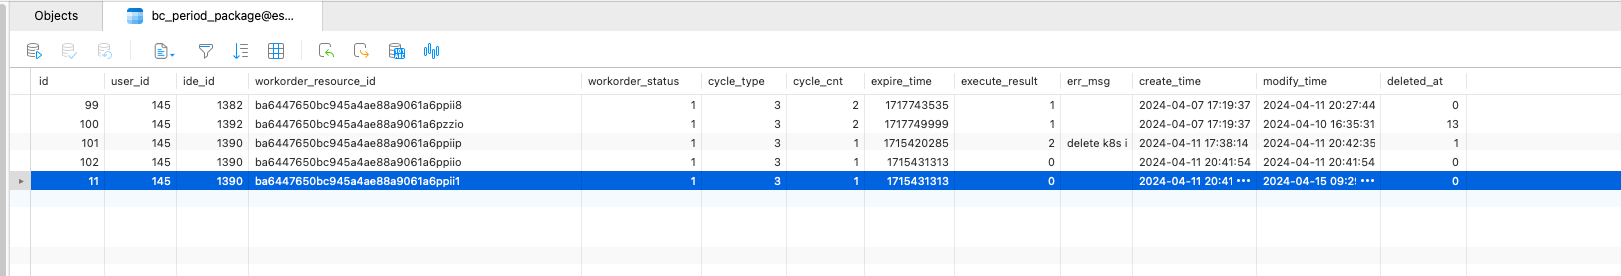 Objects bc_period_package@es...
id user_id ide_id workorder_resource_id workorder_status cycle_type cycle_cnt expire_time execute_result err_msg create_time modify_time deleted_at
99 145 1382 ba6447650bc945a4ae88a9061a6ppii8 1 3 2 1717743535 1 2024-04-07 17:19:37 2024-04-11 20:27:44 0
100 145 1392 ba6447650bc945a4ae88a9061a6pzzio 1 3 2 1717749999 1 2024-04-07 17:19:37 2024-04-10 16:35:31 13
101 145 1390 ba6447650bc945a4ae88a9061a6ppiip 1 3 1 1715420285 2 delete k8s i 2024-04-11 17:38:14 2024-04-11 20:42:35 1
102 145 1390 ba6447650bc945a4ae88a9061a6ppiio 1 3 1 1715431313 0 2024-04-11 20:41:54 2024-04-11 20:41:54 0
11 145 1390 ba6447650bc945a4ae88a9061a6ppii1 1 3 1 1715431313 0 2024-04-11 20:41 ••• 2024-04-15 09:2 ••• 0